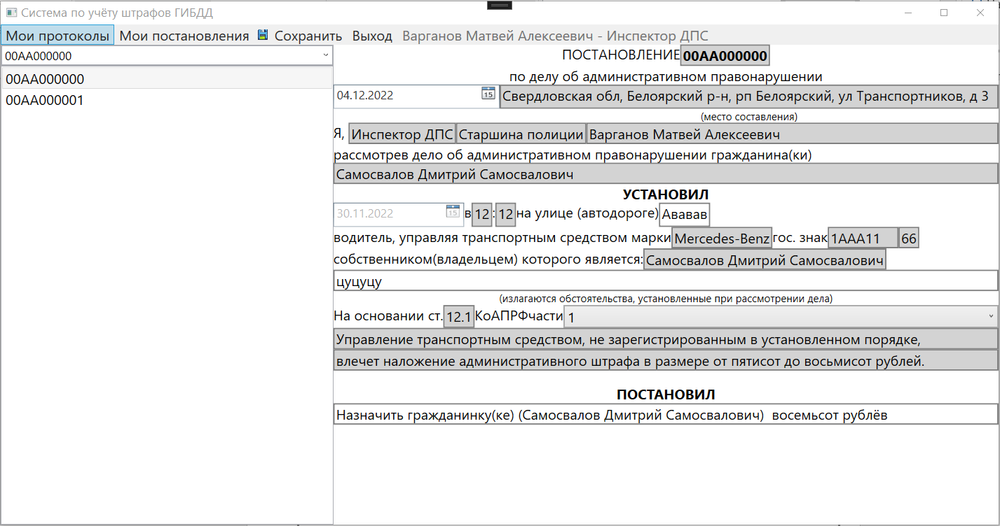 Система по учёту штрафов ГИБДД
Мои протоколы Мои постановления Сохранить Выход Варганов Матвей Алексеевич - Инспектор ДПС
00АА000000
00АА000000
00АА000001
ПОСТАНОВЛЕНИЕ 00АА000000
по делу об административном правонарушении
04.12.2022 15 Свердловская обл, Белоярский р-н, рп Белоярский, ул Транспортников, д 3
(место составления)
Я, Инспектор ДПС Старшина полиции Варганов Матвей Алексеевич
рассмотрев дело об административном правонарушении гражданина(ки)
Самосвалов Дмитрий Самосвалович
УСТАНОВИЛ
30.11.2022 15 в 12 : 12 на улице (автодороге) Ававав
водитель, управляя транспортным средством марки Mercedes-Benz гос. знак 1ААА11 66
собственником(владельцем) которого является: Самосвалов Дмитрий Самосвалович
цуцуцу
(излагаются обстоятельства, установленные при рассмотрении дела)
На основании ст. 12.1 КоАПРФчасти 1
Управление транспортным средством, не зарегистрированным в установленном порядке,
влечет наложение административного штрафа в размере от пятисот до восьмисот рублей.
ПОСТАНОВИЛ
Назначить гражданинку(ке) (Самосвалов Дмитрий Самосвалович) восемьсот рублёв